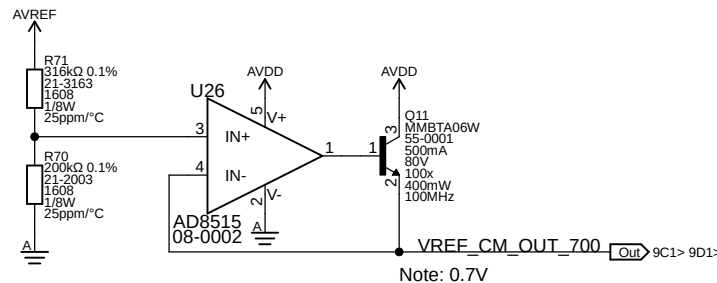 AVREF
R71
316kΩ 0.1%
21-3163
1608
1/8W
25ppm/°C
R70
200kΩ 0.1%
21-2003
1608
1/8W
25ppm/°C
A
U26
AVDD
5
V+
3
IN+
4
IN-
1
2
V-
A
AD8515
08-0002
AVDD
Q11
MMBTA06W
55-0001
500mA
80V
100x
400mW
100MHz
3
1
2
VREF_CM_OUT_700
Out
9C1> 9D1>
Note: 0.7V